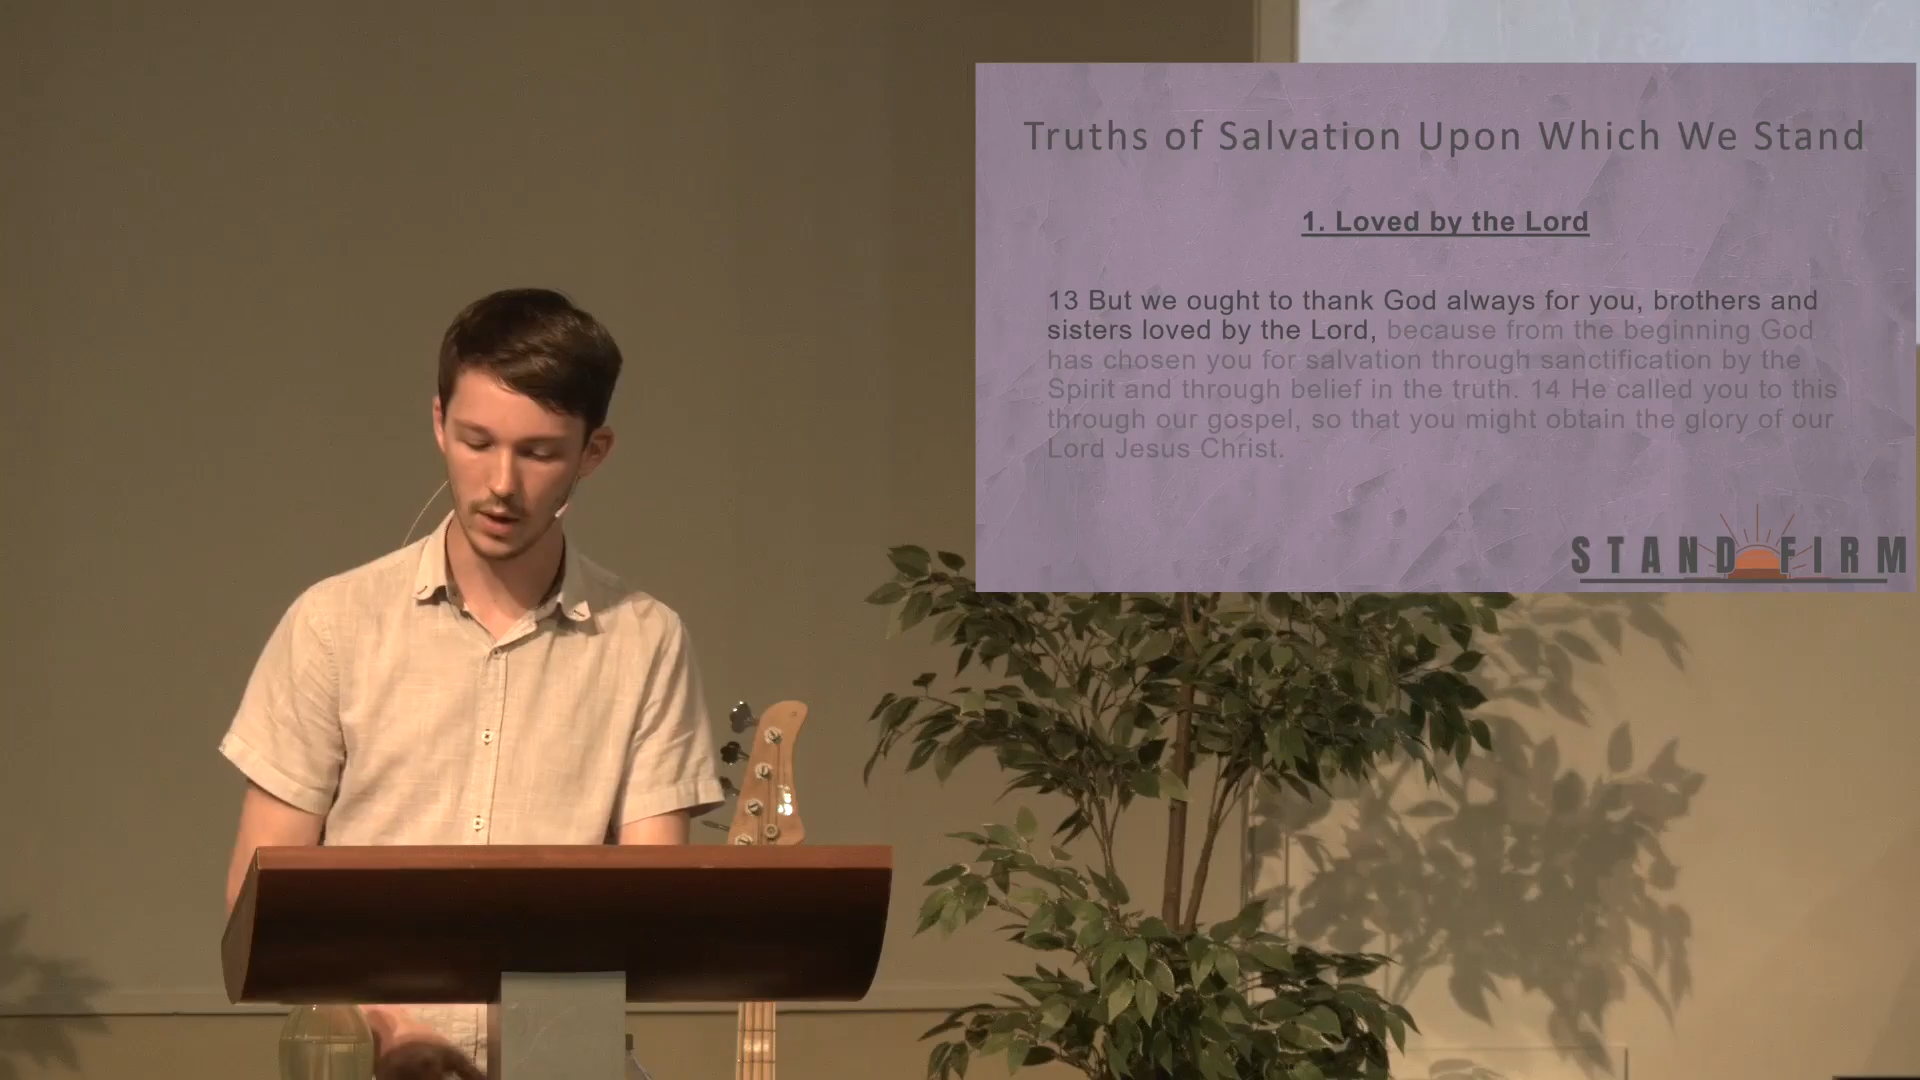 Truths of Salvation Upon Which We Stand
1. Loved by the Lord
13 But we ought to thank God always for you, brothers and
sisters loved by the Lord, because from the beginning God
has chosen you for salvation through sanctification by the
Spirit and through belief in the truth. 14 He called you to this
through our gospel, so that you might obtain the glory of our
Lord Jesus Christ.
STAND FIRM